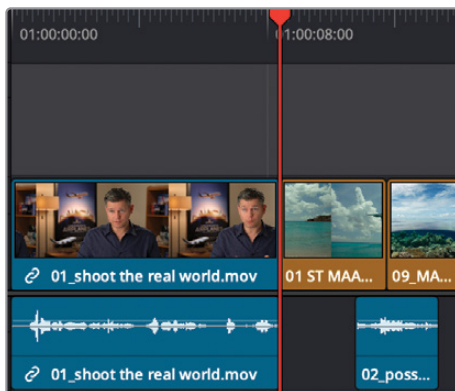 01:00:00:00
01:00:08:00
01_shoot the real world.mov
01 ST MAA...
09_MA...
01_shoot the real world.mov
02_poss...